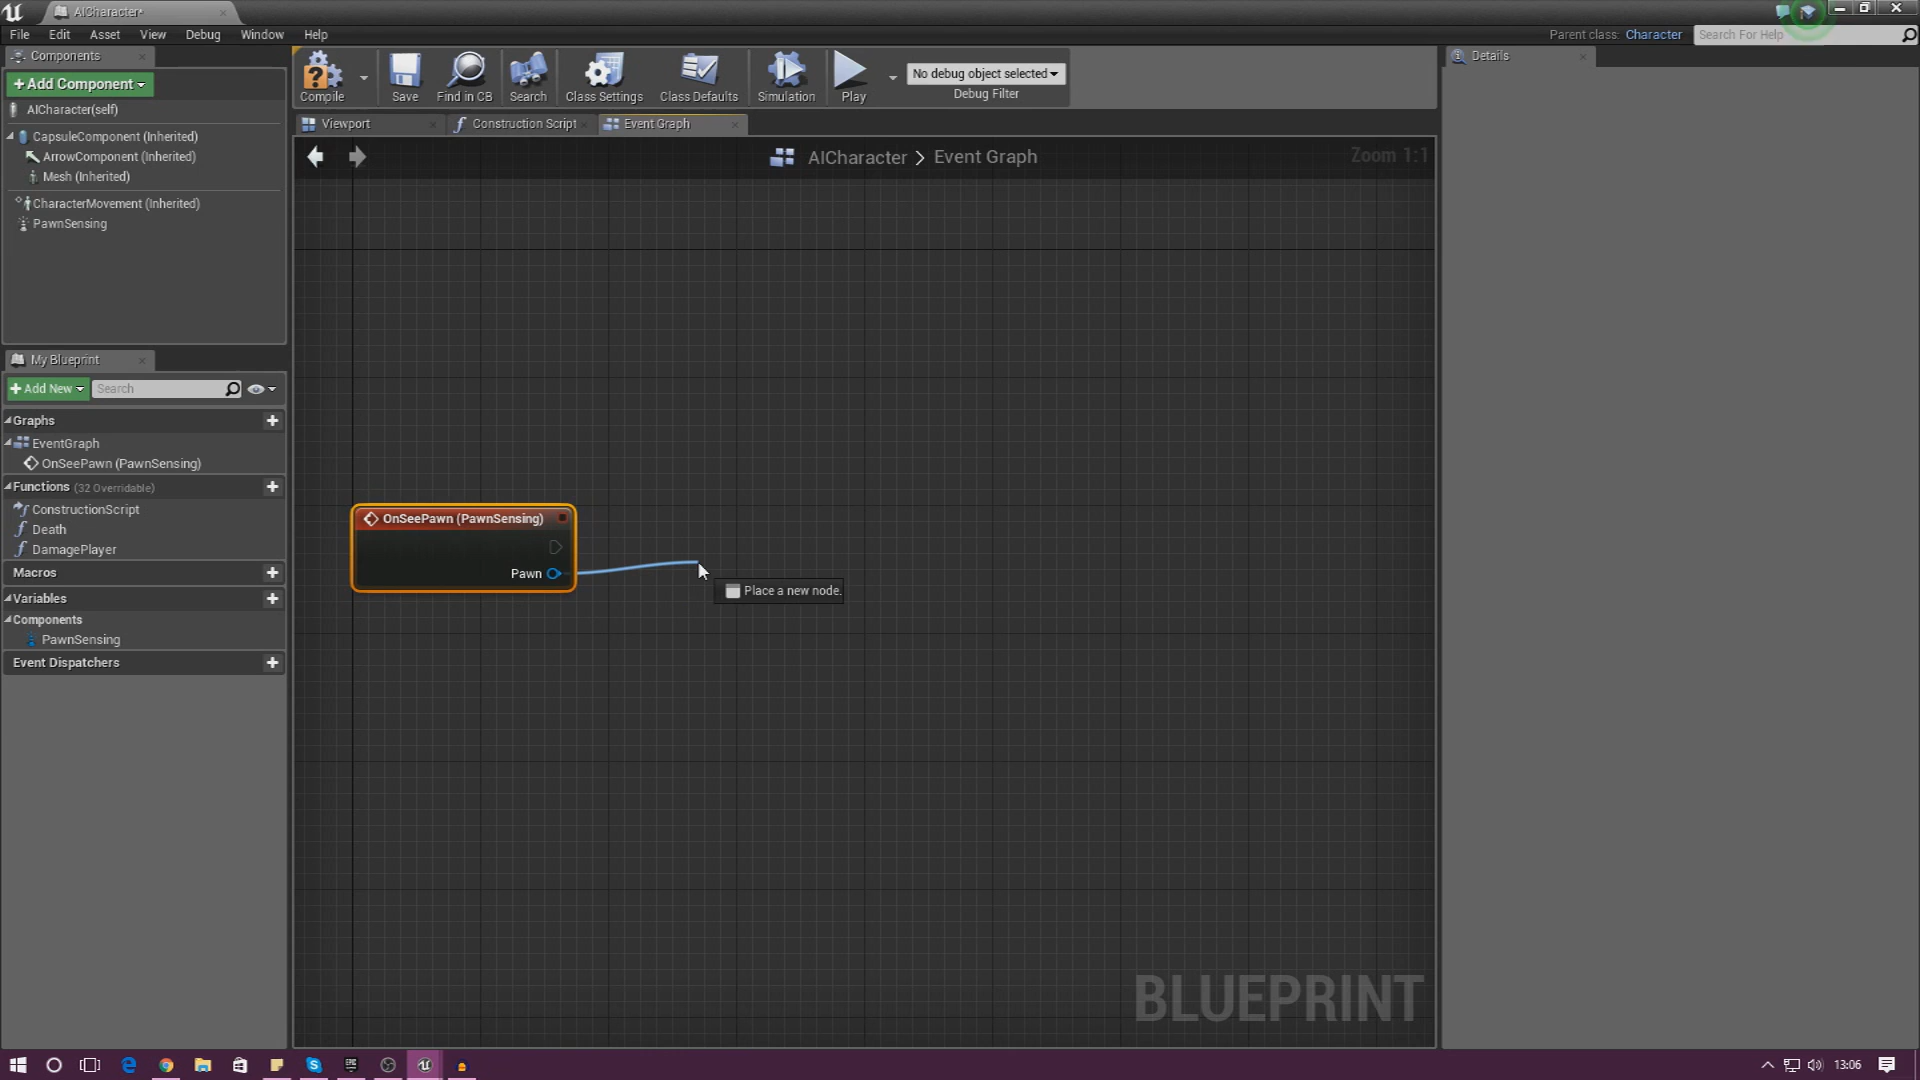 AICharacter*
File Edit Asset View Debug Window Help
Parent class: Character Search For Help
Components
Details
+Add Component
Compile Save Find in CB Search Class Settings Class Defaults Simulation Play
No debug object selected
Debug Filter
AICharacter(self)
CapsuleComponent (Inherited)
ArrowComponent (Inherited)
Mesh (Inherited)
CharacterMovement (Inherited)
PawnSensing
Viewport Construction Script Event Graph
AICharacter > Event Graph
Zoom 1:1
My Blueprint
+Add New Search
Graphs
EventGraph
OnSeePawn (PawnSensing)
Functions (32 Overridable)
ConstructionScript
Death
DamagePlayer
Macros
Variables
Components
PawnSensing
Event Dispatchers
OnSeePawn (PawnSensing)
Pawn
Place a new node.
BLUEPRINT
EPIC
13:06